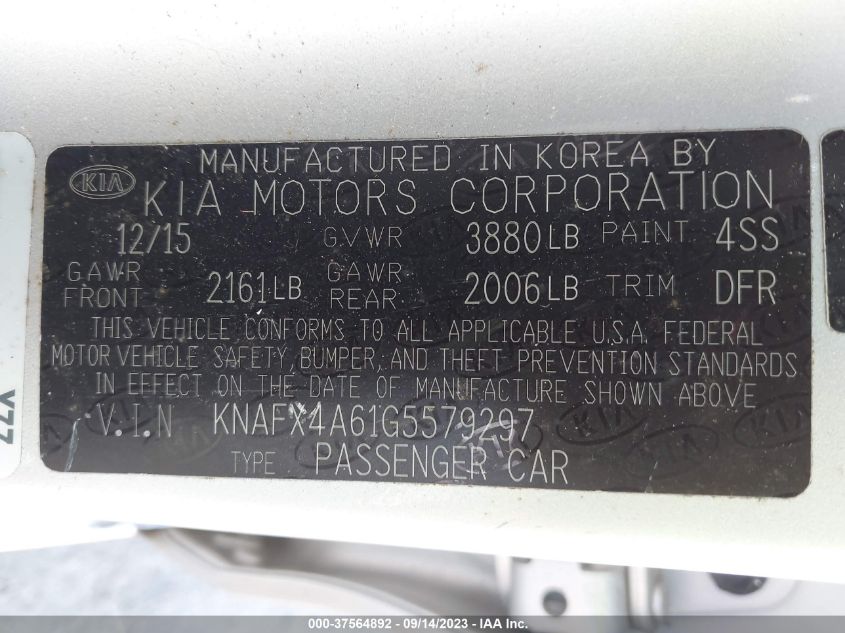 MANUFACTURED IN KOREA BY
KIA
KIA MOTORS CORPORATION
12/15 GVWR 3880LB PAINT 4SS
GAWR FRONT 2161LB GAWR REAR 2006LB TRIM DFR
THIS VEHICLE CONFORMS TO ALL APPLICABLE U.S.A. FEDERAL
MOTOR VEHICLE SAFETY, BUMPER, AND THEFT PREVENTION STANDARDS
IN EFFECT ON THE DATE OF MANUFACTURE SHOWN ABOVE
V.I.N KNAFX4A61G5579297
TYPE PASSENGER CAR
000-37564892 - 09/14/2023 - IAA Inc.